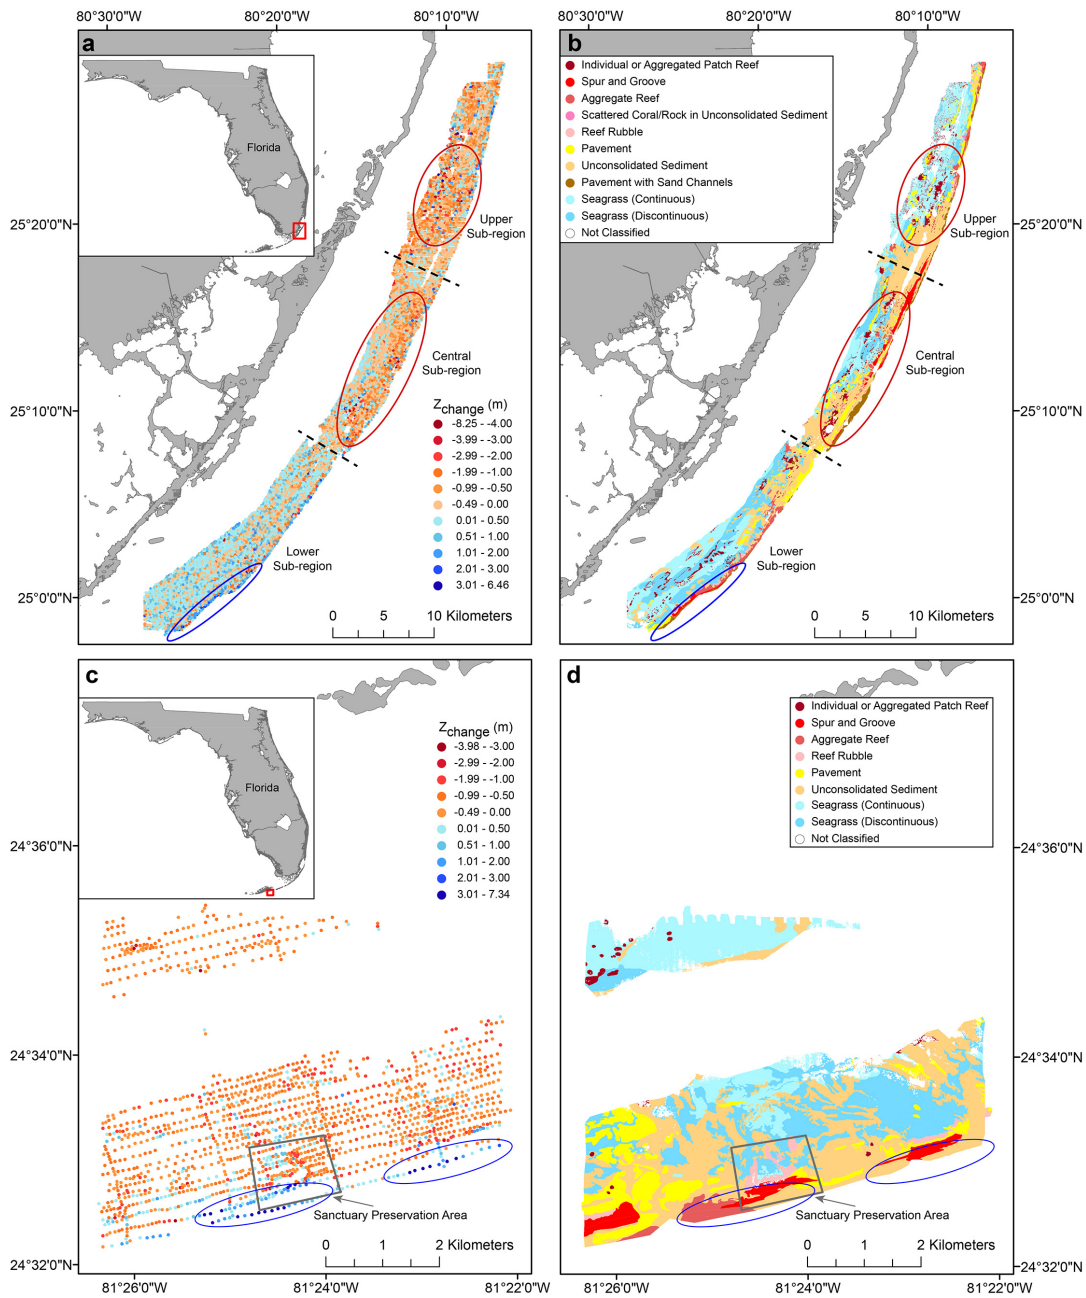 80°30'0"W 80°20'0"W 80°10'0"W 80°20'0"W 80°10'0"W
a
Florida
Upper
Sub-region
Central
Sub-region
Lower
Sub-region
25°20'0"N
25°10'0"N
25°0'0"N
Zchange (m)
-8.25 - -4.00
-3.99 - -3.00
-2.99 - -2.00
-1.99 - -1.00
-0.99 - -0.50
-0.49 - 0.00
0.01 - 0.50
0.51 - 1.00
1.01 - 2.00
2.01 - 3.00
3.01 - 6.46
0 5 10 Kilometers
b
Individual or Aggregated Patch Reef
Spur and Groove
Aggregate Reef
Scattered Coral/Rock in Unconsolidated Sediment
Reef Rubble
Pavement
Unconsolidated Sediment
Pavement with Sand Channels
Seagrass (Continuous)
Seagrass (Discontinuous)
Not Classified
Upper
Sub-region
Central
Sub-region
Lower
Sub-region
25°20'0"N
25°10'0"N
25°0'0"N
0 5 10 Kilometers
c
Florida
Zchange (m)
-3.98 - -3.00
-2.99 - -2.00
-1.99 - -1.00
-0.99 - -0.50
-0.49 - 0.00
0.01 - 0.50
0.51 - 1.00
1.01 - 2.00
2.01 - 3.00
3.01 - 7.34
24°36'0"N
24°34'0"N
24°32'0"N
Sanctuary Preservation Area
0 1 2 Kilometers
d
Individual or Aggregated Patch Reef
Spur and Groove
Aggregate Reef
Reef Rubble
Pavement
Unconsolidated Sediment
Seagrass (Continuous)
Seagrass (Discontinuous)
Not Classified
24°36'0"N
24°34'0"N
24°32'0"N
Sanctuary Preservation Area
0 1 2 Kilometers
81°26'0"W 81°24'0"W 81°22'0"W 81°26'0"W 81°24'0"W 81°22'0"W